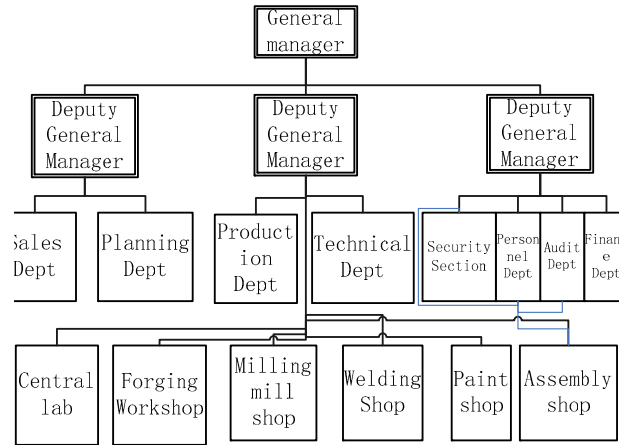 General
manager
Deputy
General
Manager
Deputy
General
Manager
Deputy
General
Manager
Sales
Dept
Planning
Dept
Product
ion
Dept
Technical
Dept
Security
Section
Person
nel
Dept
Audit
Dept
Financ
e
Dept
Central
lab
Forging
Workshop
Milling
mill
shop
Welding
Shop
Paint
shop
Assembly
shop